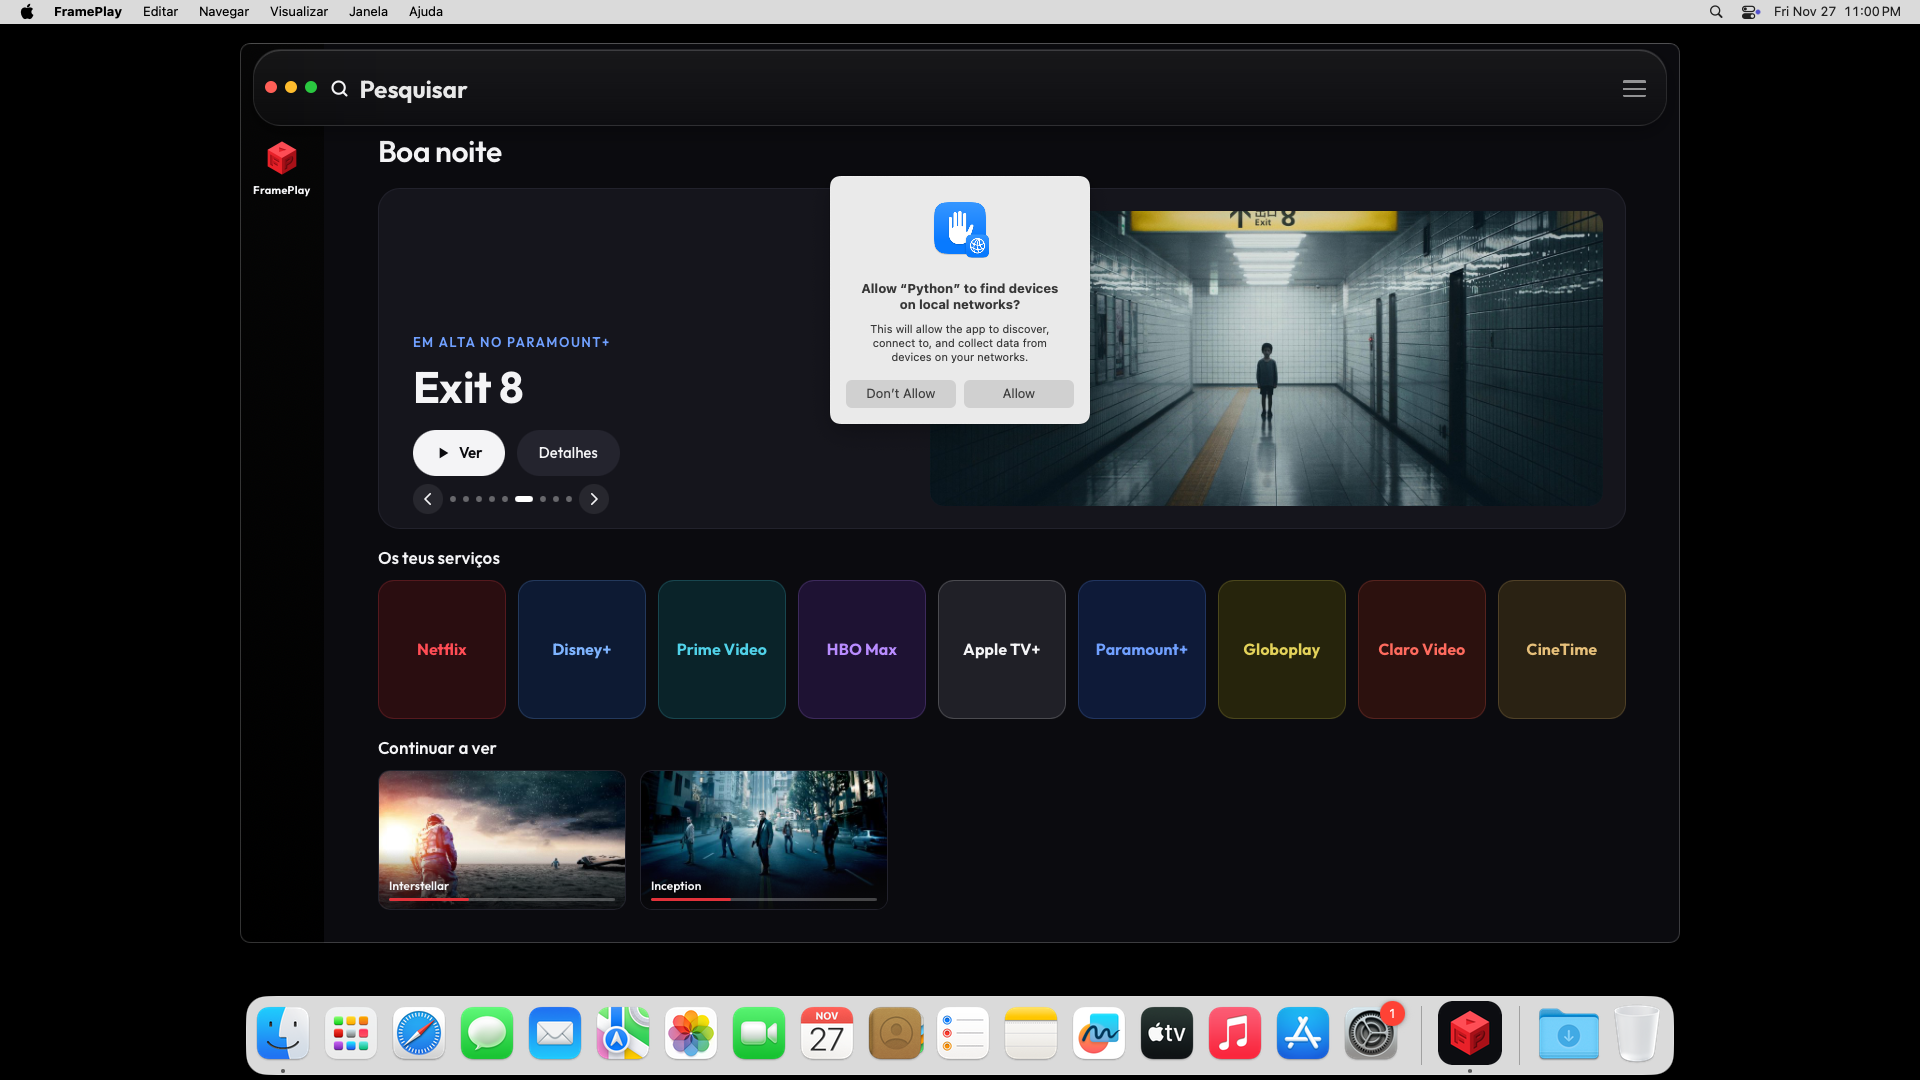 FramePlay Editar Navegar Visualizar Janela Ajuda
Fri Nov 27 11:00 PM
Pesquisar
FramePlay
Boa noite
EM ALTA NO PARAMOUNT+
Exit 8
Ver
Detalhes
Exit 8
Allow “Python” to find devices
on local networks?
This will allow the app to discover,
connect to, and collect data from
devices on your networks.
Don’t Allow
Allow
Os teus serviços
Netflix
Disney+
Prime Video
HBO Max
Apple TV+
Paramount+
Globoplay
Claro Video
CineTime
Continuar a ver
Interstellar
Inception
NOV
27
tv
1